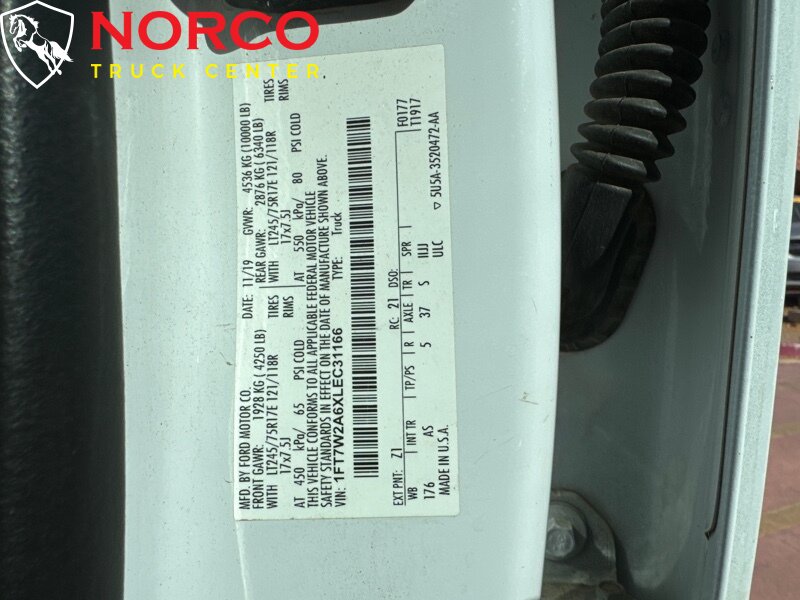 NORCO
TRUCK CENTER
MFD. BY FORD MOTOR CO.
DATE: 11/19 GVWR: 4536 KG (10000 LB)
FRONT GAWR: 1928 KG ( 4250 LB) REAR GAWR: 2876 KG ( 6340 LB)
WITH LT245/75R17E 121/118R TIRES WITH LT245/75R17E 121/118R TIRES
17x7.5J RIMS 17x7.5J RIMS
AT 450 kPa/ 65 PSI COLD AT 550 kPa/ 80 PSI COLD
THIS VEHICLE CONFORMS TO ALL APPLICABLE FEDERAL MOTOR VEHICLE
SAFETY STANDARDS IN EFFECT ON THE DATE OF MANUFACTURE SHOWN ABOVE.
VIN: 1FT7W2A6XLEC31166 TYPE: Truck
F0177
T1917
EXT PNT: Z1 RC: 21 DSO:
WB INT TR TP/PS R AXLE TR SPR
176 AS 5 37 S IIJJ
MADE IN U.S.A. ULC
▽ 5U5A-3520472-AA